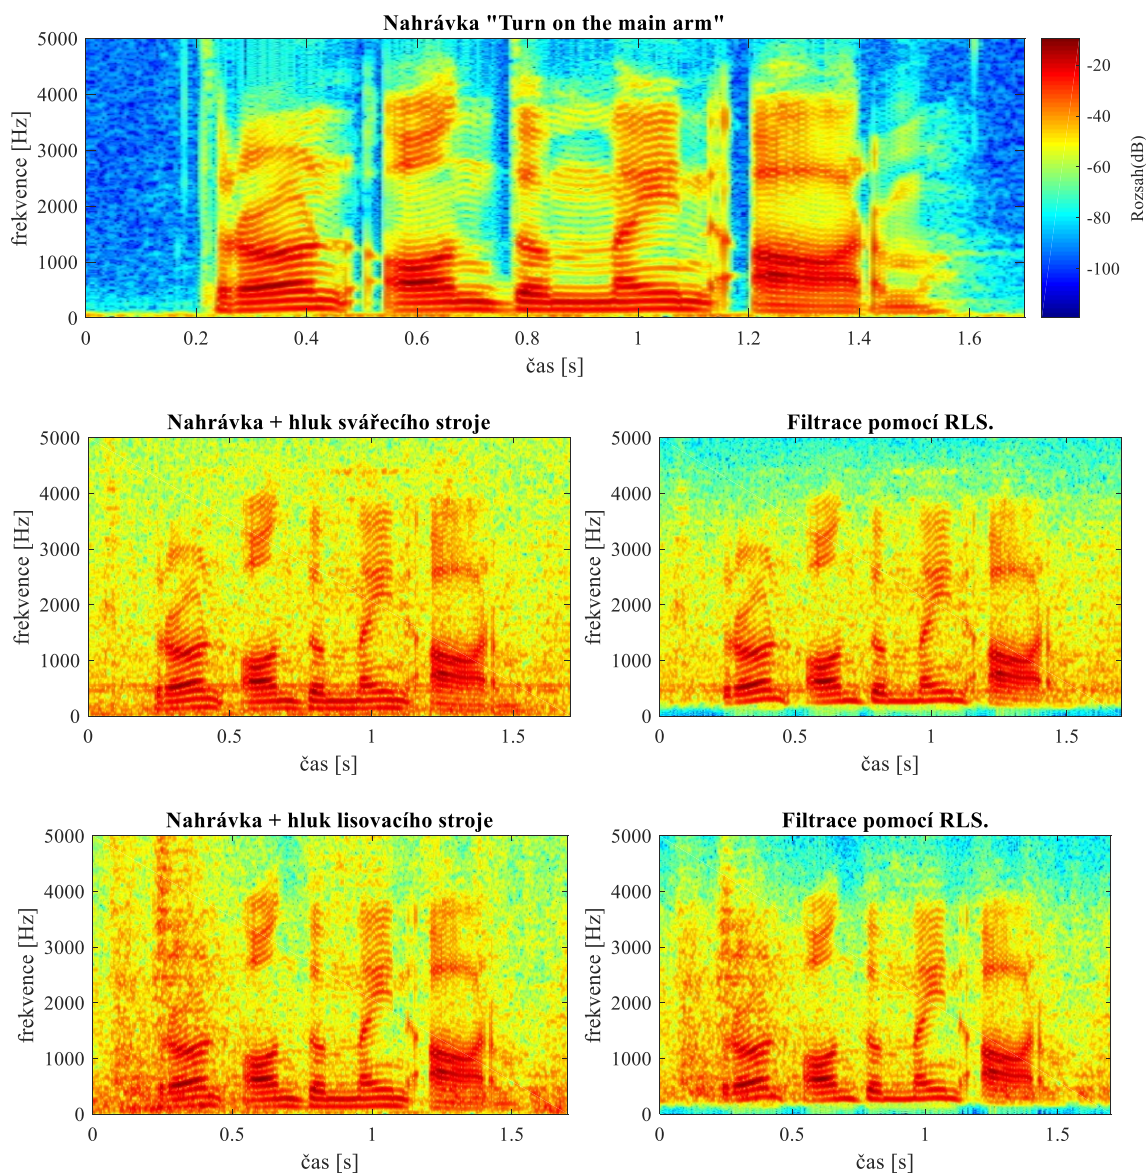 Nahrávka "Turn on the main arm"
frekvence [Hz]
5000
4000
3000
2000
1000
0
0 0.2 0.4 0.6 0.8 1 1.2 1.4 1.6
čas [s]
-20
-40
-60
-80
-100
Rozsah(dB)
Nahrávka + hluk svářecího stroje
frekvence [Hz]
5000
4000
3000
2000
1000
0
0 0.5 1 1.5
čas [s]
Filtrace pomocí RLS.
frekvence [Hz]
5000
4000
3000
2000
1000
0
0 0.5 1 1.5
čas [s]
Nahrávka + hluk lisovacího stroje
frekvence [Hz]
5000
4000
3000
2000
1000
0
0 0.5 1 1.5
čas [s]
Filtrace pomocí RLS.
frekvence [Hz]
5000
4000
3000
2000
1000
0
0 0.5 1 1.5
čas [s]